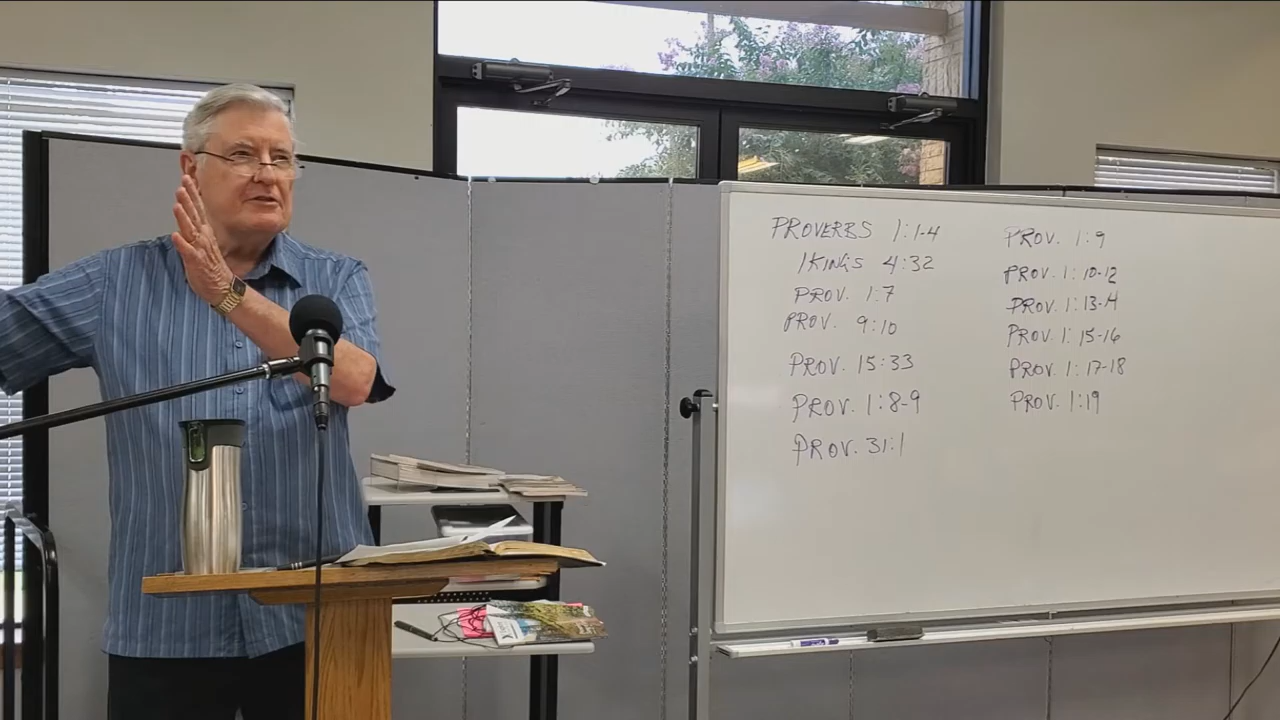 PROVERBS 1:1-4
1KINGS 4:32
PROV. 1:7
PROV. 9:10
PROV. 15:33
PROV. 1:8-9
PROV. 31:1
PROV. 1:9
PROV. 1:10-12
PROV. 1:13-14
PROV. 1:15-16
PROV. 1:17-18
PROV. 1:19